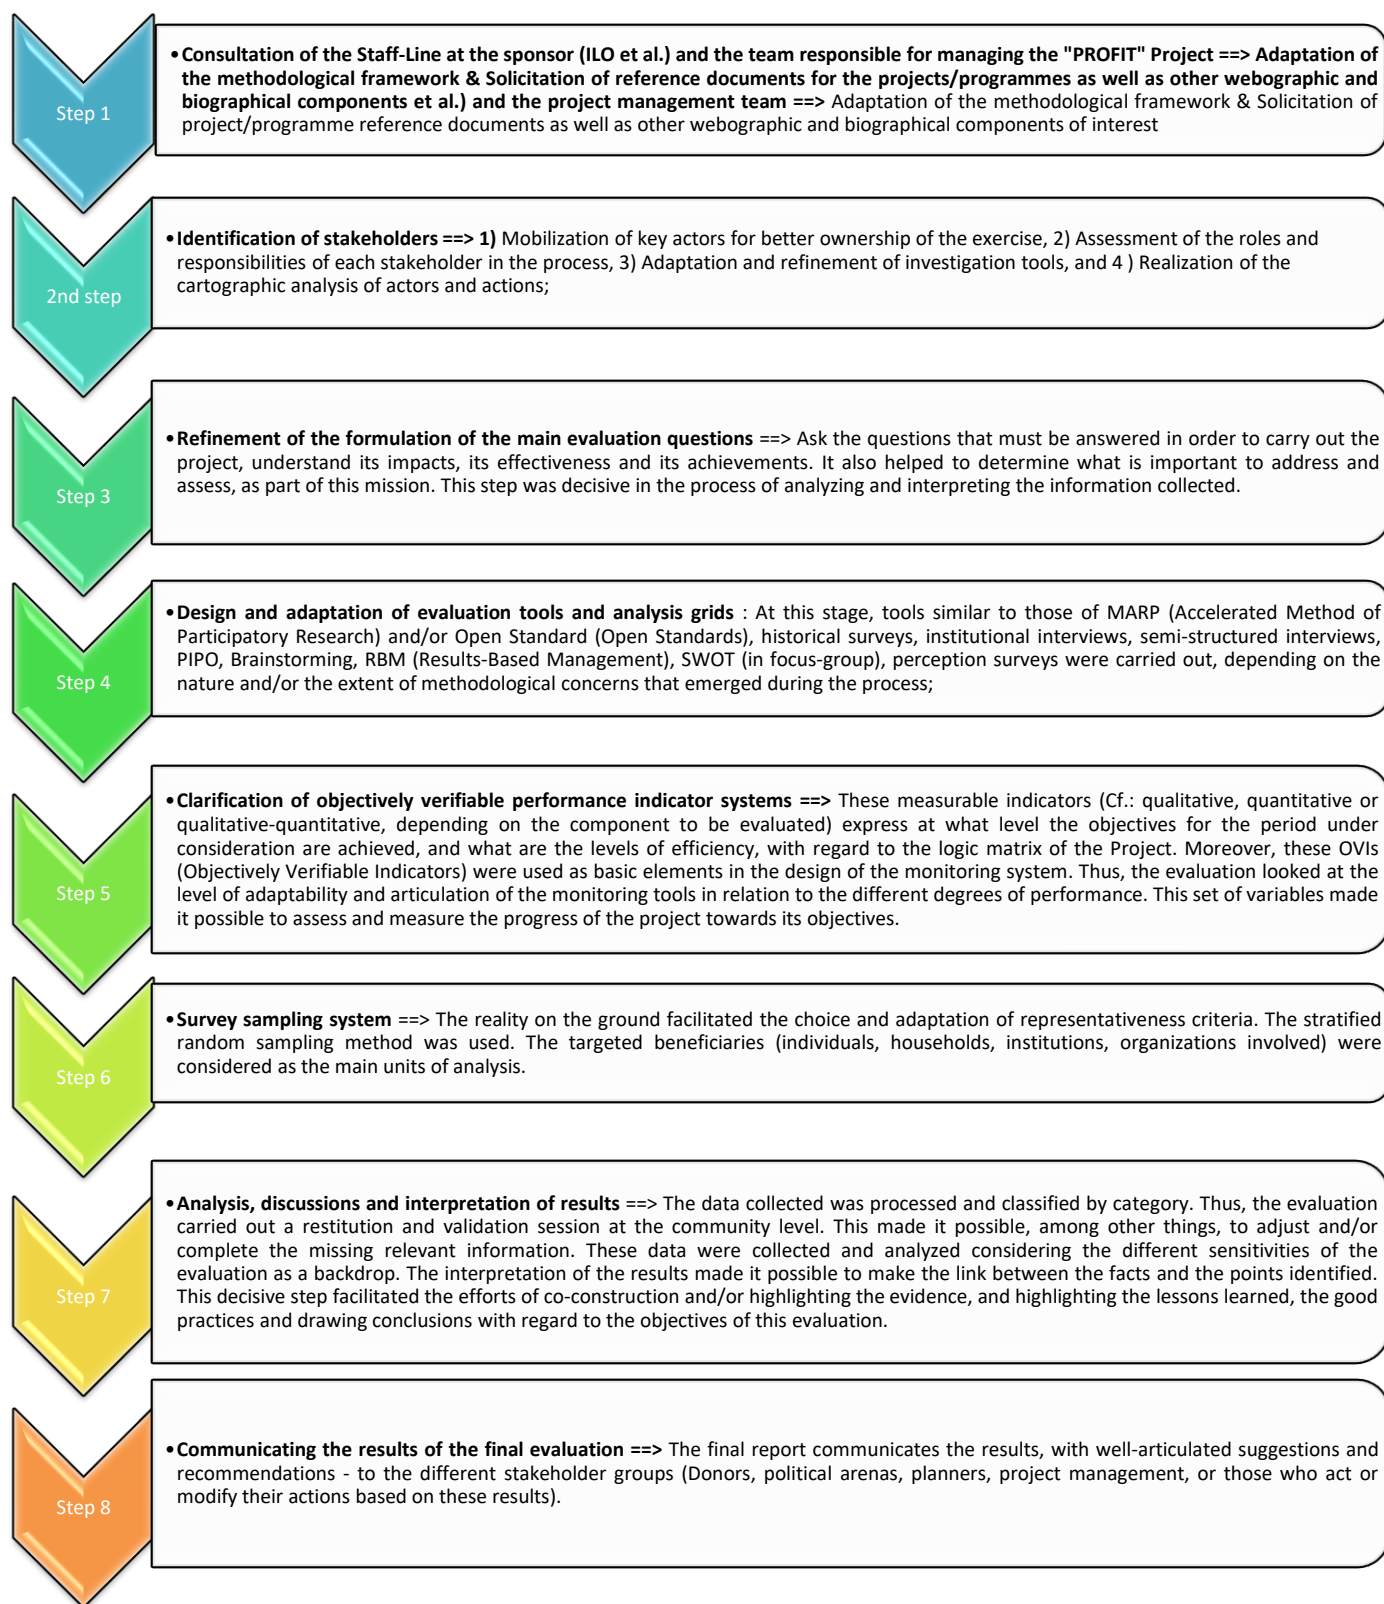 Step 1
•Consultation of the Staff-Line at the sponsor (ILO et al.) and the team responsible for managing the "PROFIT" Project ==> Adaptation of
the methodological framework & Solicitation of reference documents for the projects/programmes as well as other webographic and
biographical components et al.) and the project management team ==> Adaptation of the methodological framework & Solicitation of
project/programme reference documents as well as other webographic and biographical components of interest
2nd step
•Identification of stakeholders ==> 1) Mobilization of key actors for better ownership of the exercise, 2) Assessment of the roles and
responsibilities of each stakeholder in the process, 3) Adaptation and refinement of investigation tools, and 4 ) Realization of the
cartographic analysis of actors and actions;
Step 3
•Refinement of the formulation of the main evaluation questions ==> Ask the questions that must be answered in order to carry out the
project, understand its impacts, its effectiveness and its achievements. It also helped to determine what is important to address and
assess, as part of this mission. This step was decisive in the process of analyzing and interpreting the information collected.
Step 4
•Design and adaptation of evaluation tools and analysis grids : At this stage, tools similar to those of MARP (Accelerated Method of
Participatory Research) and/or Open Standard (Open Standards), historical surveys, institutional interviews, semi-structured interviews,
PIPO, Brainstorming, RBM (Results-Based Management), SWOT (in focus-group), perception surveys were carried out, depending on the
nature and/or the extent of methodological concerns that emerged during the process;
Step 5
•Clarification of objectively verifiable performance indicator systems ==> These measurable indicators (Cf.: qualitative, quantitative or
qualitative-quantitative, depending on the component to be evaluated) express at what level the objectives for the period under
consideration are achieved, and what are the levels of efficiency, with regard to the logic matrix of the Project. Moreover, these OVIs
(Objectively Verifiable Indicators) were used as basic elements in the design of the monitoring system. Thus, the evaluation looked at the
level of adaptability and articulation of the monitoring tools in relation to the different degrees of performance. This set of variables made
it possible to assess and measure the progress of the project towards its objectives.
Step 6
•Survey sampling system ==> The reality on the ground facilitated the choice and adaptation of representativeness criteria. The stratified
random sampling method was used. The targeted beneficiaries (individuals, households, institutions, organizations involved) were
considered as the main units of analysis.
Step 7
•Analysis, discussions and interpretation of results ==> The data collected was processed and classified by category. Thus, the evaluation
carried out a restitution and validation session at the community level. This made it possible, among other things, to adjust and/or
complete the missing relevant information. These data were collected and analyzed considering the different sensitivities of the
evaluation as a backdrop. The interpretation of the results made it possible to make the link between the facts and the points identified.
This decisive step facilitated the efforts of co-construction and/or highlighting the evidence, and highlighting the lessons learned, the good
practices and drawing conclusions with regard to the objectives of this evaluation.
Step 8
•Communicating the results of the final evaluation ==> The final report communicates the results, with well-articulated suggestions and
recommendations - to the different stakeholder groups (Donors, political arenas, planners, project management, or those who act or
modify their actions based on these results).